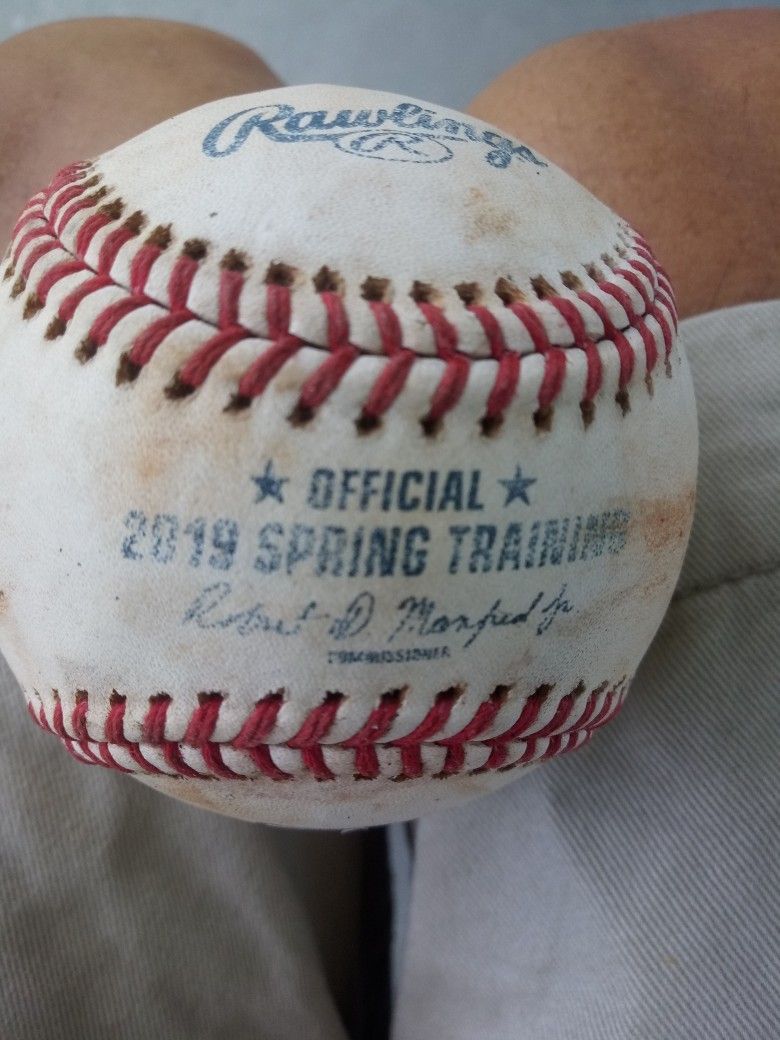 Rawlings
R
OFFICIAL
2019 SPRING TRAINING
Robert D. Manfred Jr.
COMMISSIONER